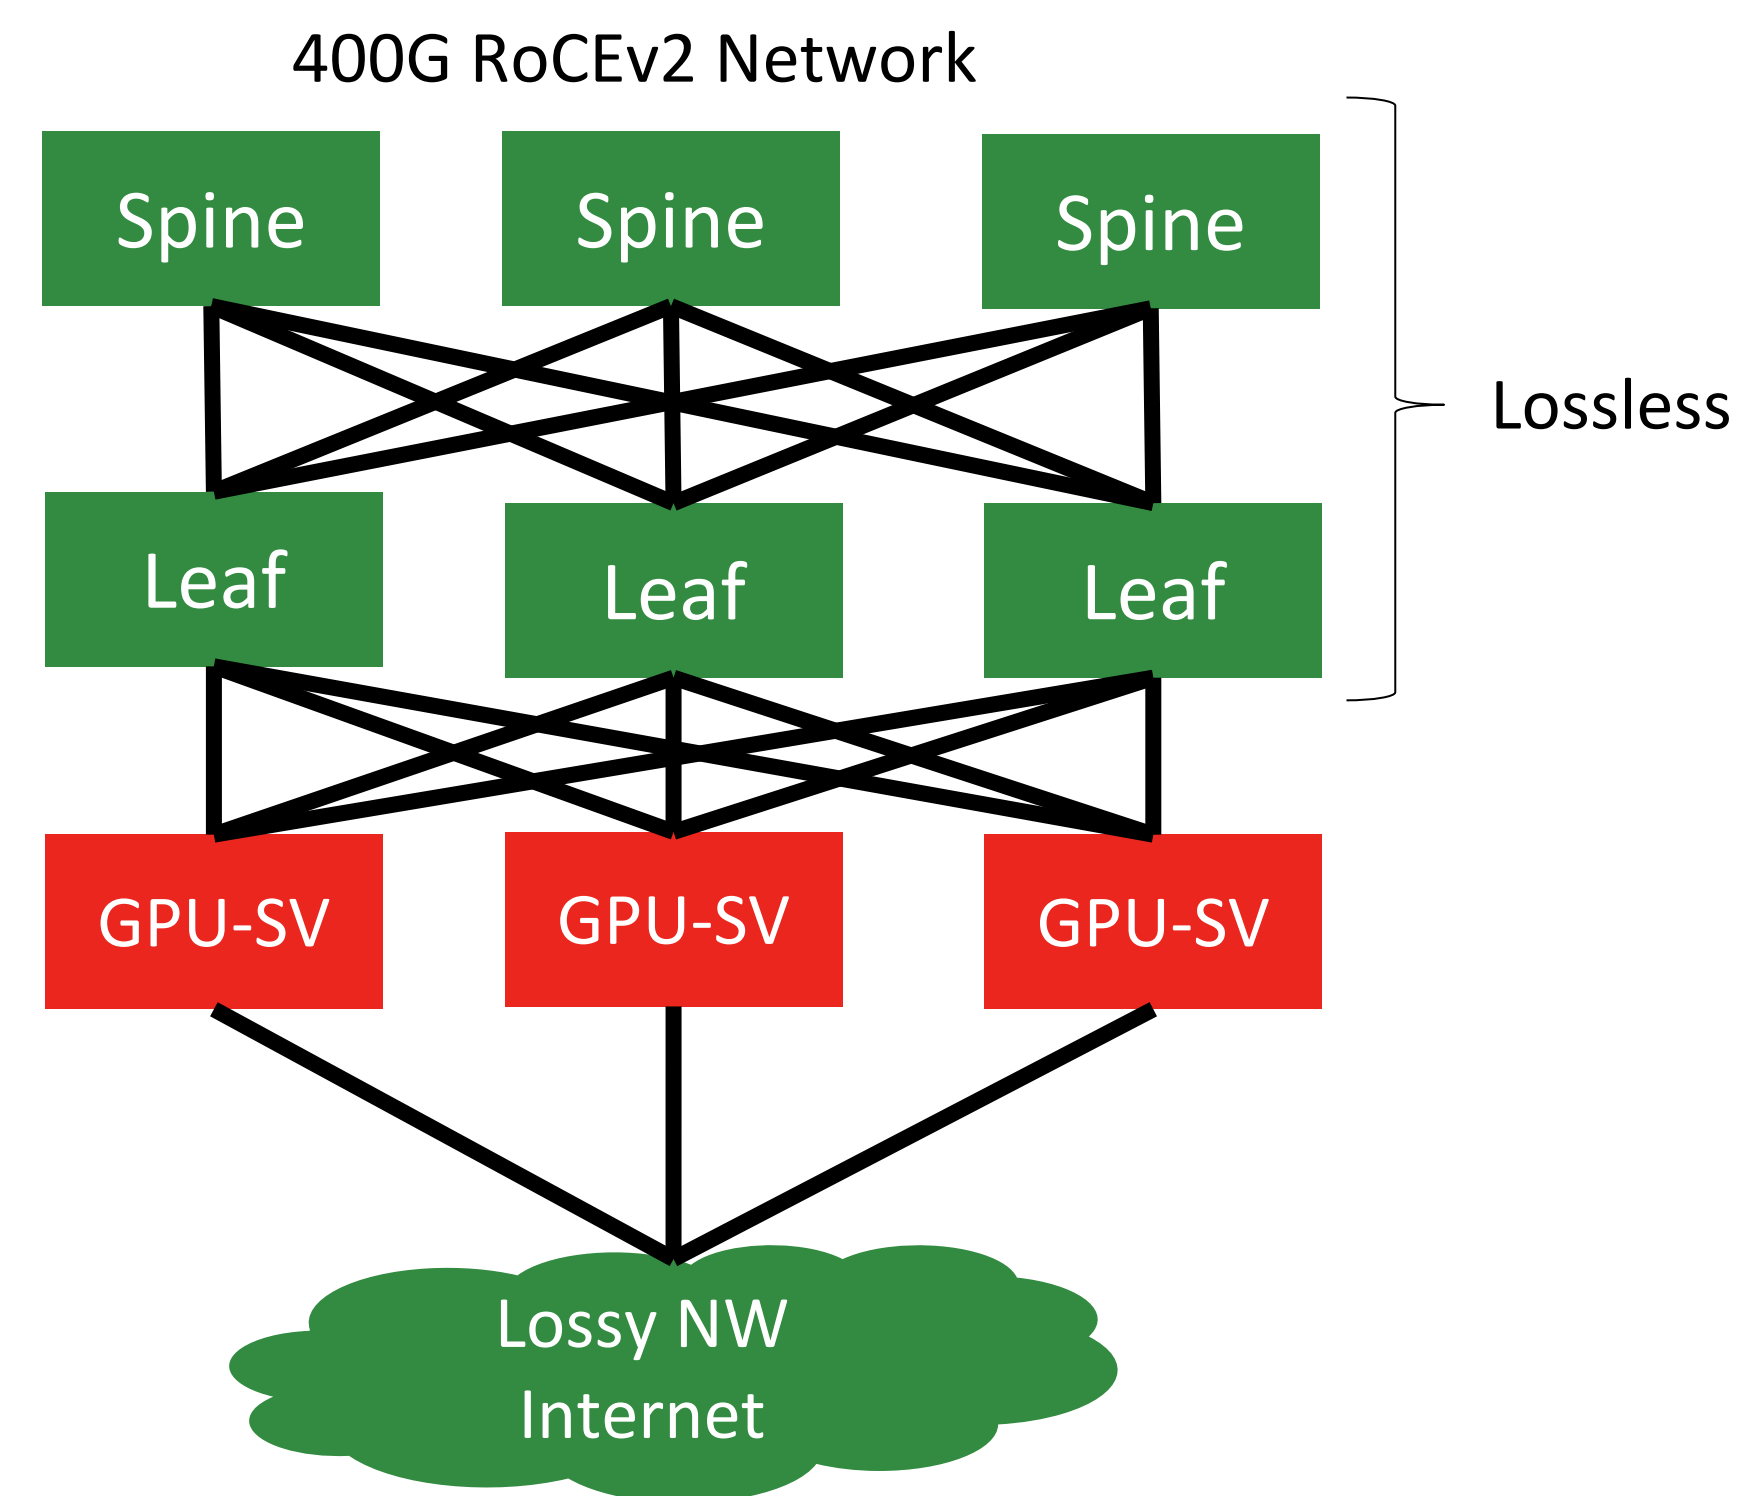 400G RoCEv2 Network
Spine
Spine
Spine
Lossless
Leaf
Leaf
Leaf
GPU-SV
GPU-SV
GPU-SV
Lossy NW
Internet